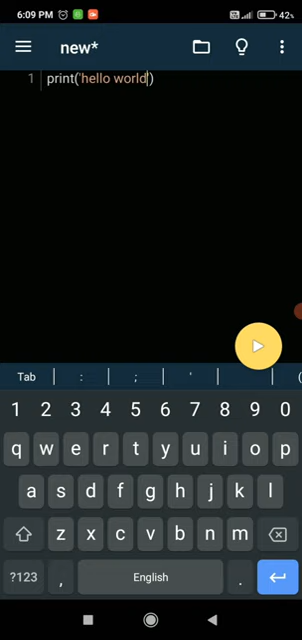 6:09 PM 42%
new*
1 print('hello world')
Tab : ; '  (
1 2 3 4 5 6 7 8 9 0
q w e r t y u i o p
a s d f g h j k l
z x c v b n m
?123 , English .